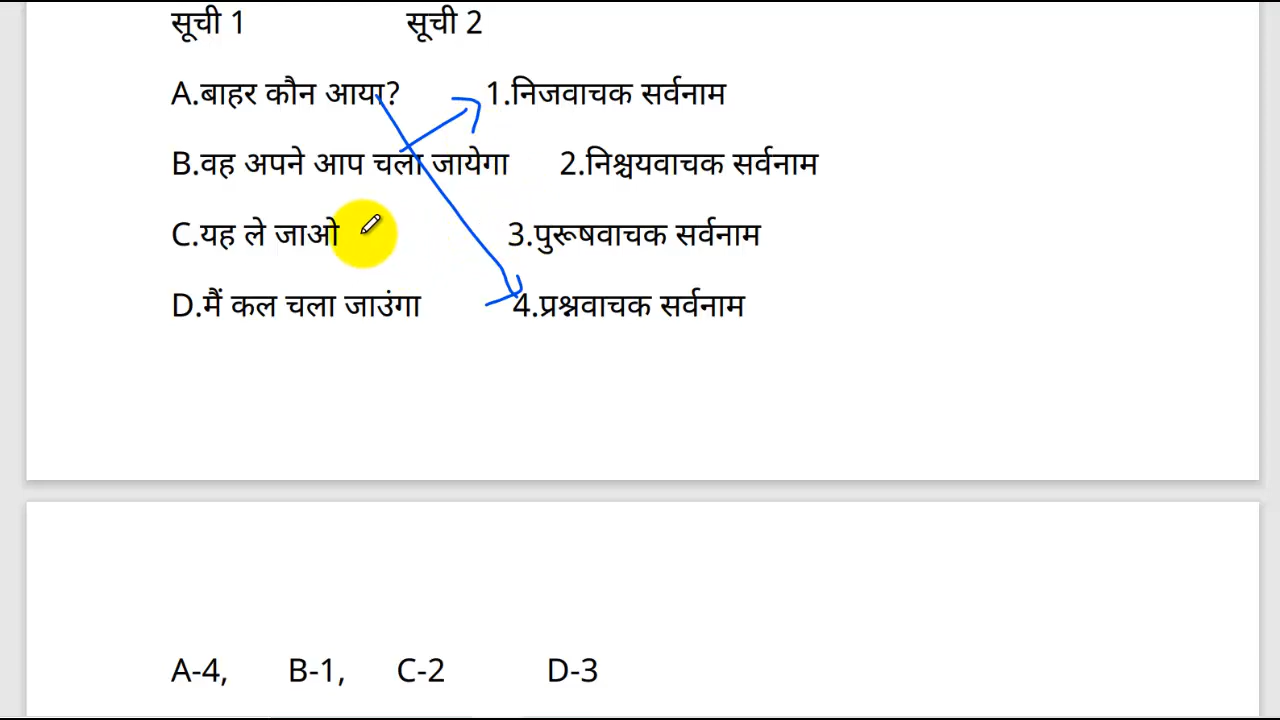 सूची 1 सूची 2
A.बाहर कौन आया? 1.निजवाचक सर्वनाम
B.वह अपने आप चला जायेगा 2.निश्चयवाचक सर्वनाम
C.यह ले जाओ 3.पुरूषवाचक सर्वनाम
D.मैं कल चला जाउंगा 4.प्रश्नवाचक सर्वनाम
A-4, B-1, C-2 D-3